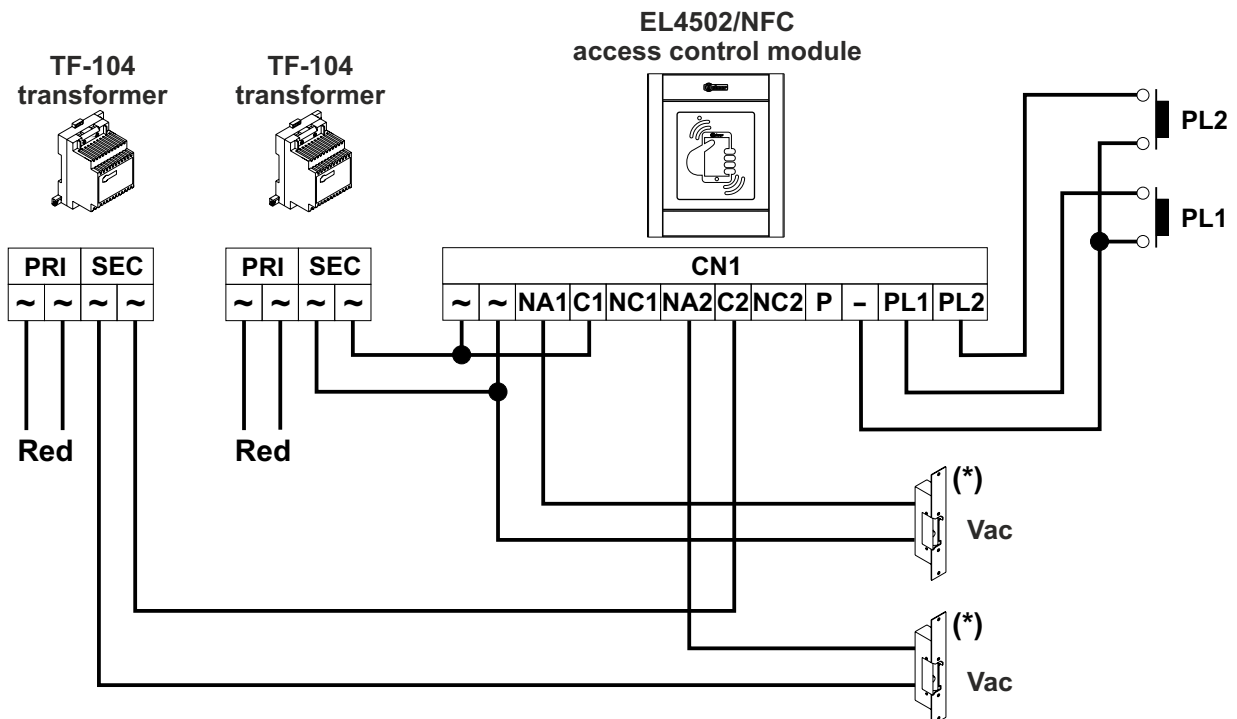 EL4502/NFC
access control module
TF-104
transformer
TF-104
transformer
PL2
PL1
PRI SEC
~ ~ ~ ~
PRI SEC
~ ~ ~ ~
CN1
~ ~ NA1 C1 NC1 NA2 C2 NC2 P – PL1 PL2
Red
Red
(*)
Vac
(*)
Vac